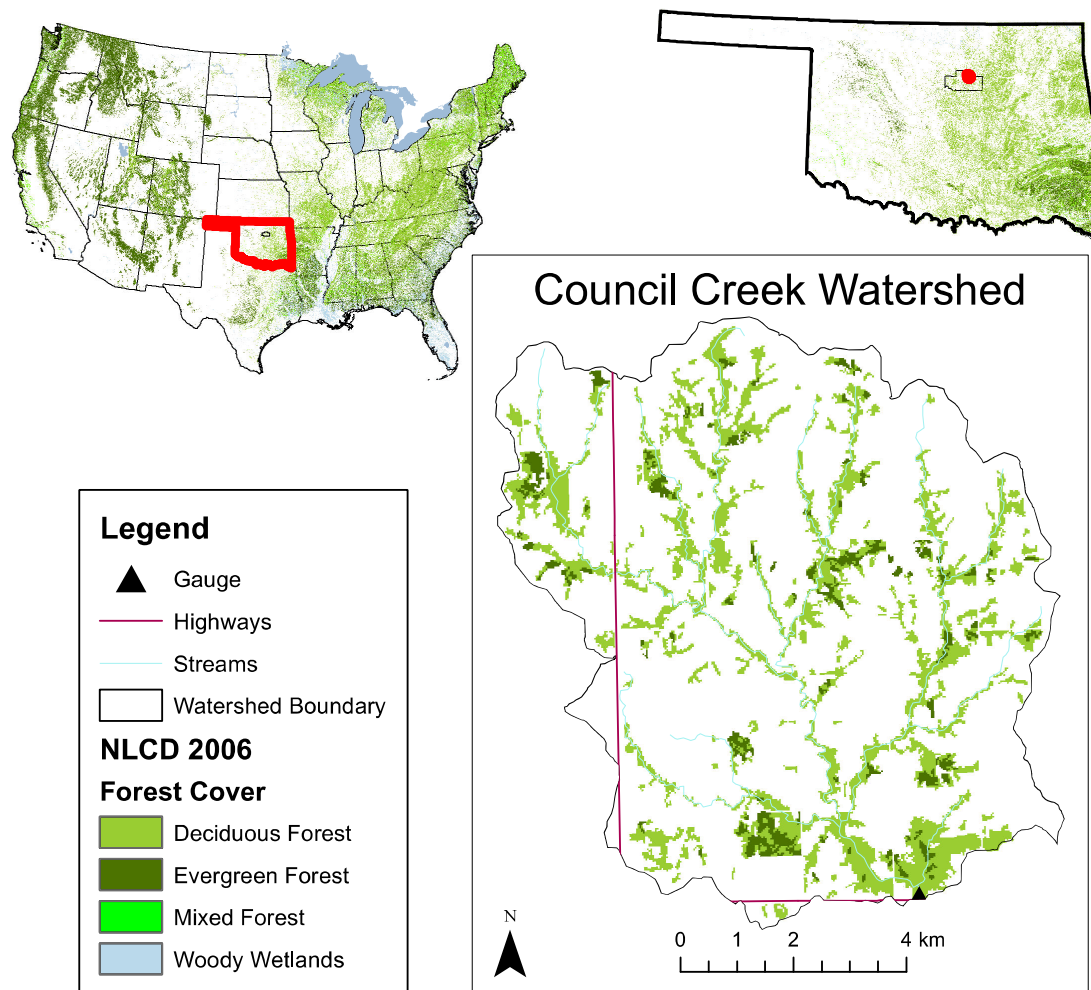 Council Creek Watershed
Legend
Gauge
Highways
Streams
Watershed Boundary
NLCD 2006
Forest Cover
Deciduous Forest
Evergreen Forest
Mixed Forest
Woody Wetlands
N
0 1 2 4 km